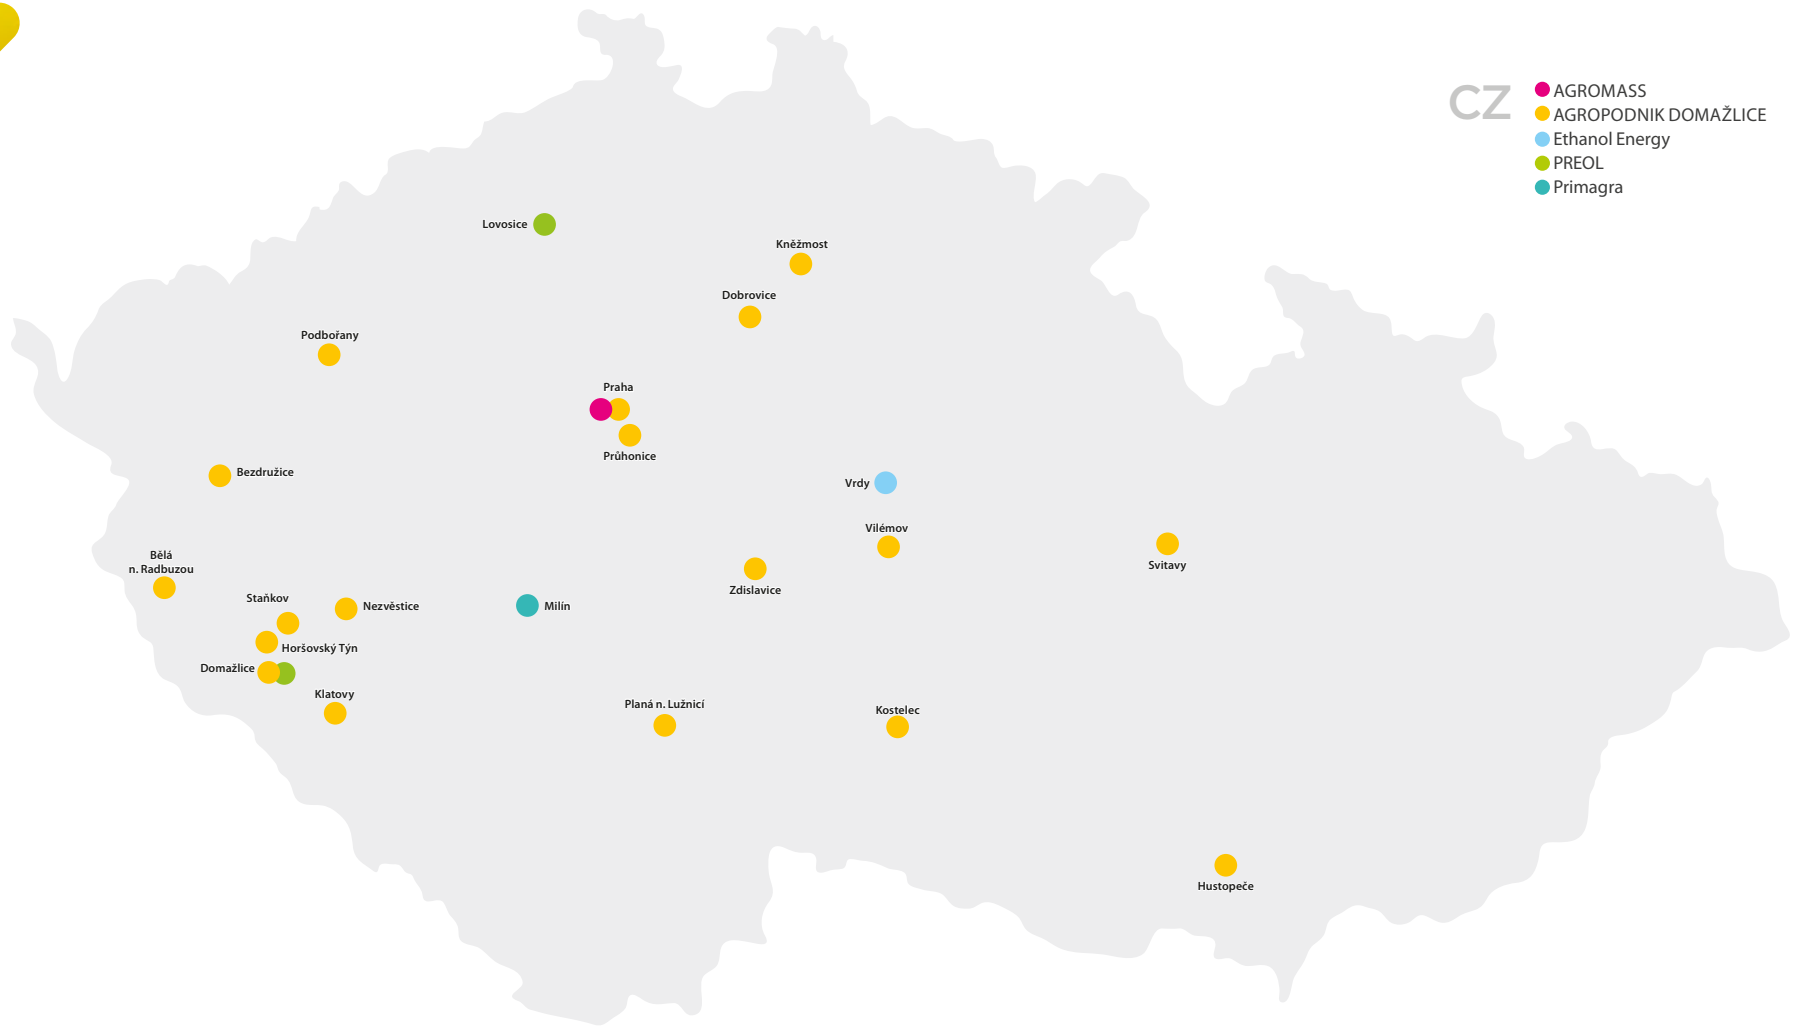 CZ
AGROMASS
AGROPODNIK DOMAŽLICE
Ethanol Energy
PREOL
Primagra
Lovosice
Kněžmost
Dobrovice
Podbořany
Praha
Průhonice
Bezdružice
Vrdy
Vilémov
Svitavy
Bělá
n. Radbuzou
Zdislavice
Staňkov
Nezvěstice
Milín
Horšovský Týn
Domažlice
Klatovy
Planá n. Lužnicí
Kostelec
Hustopeče